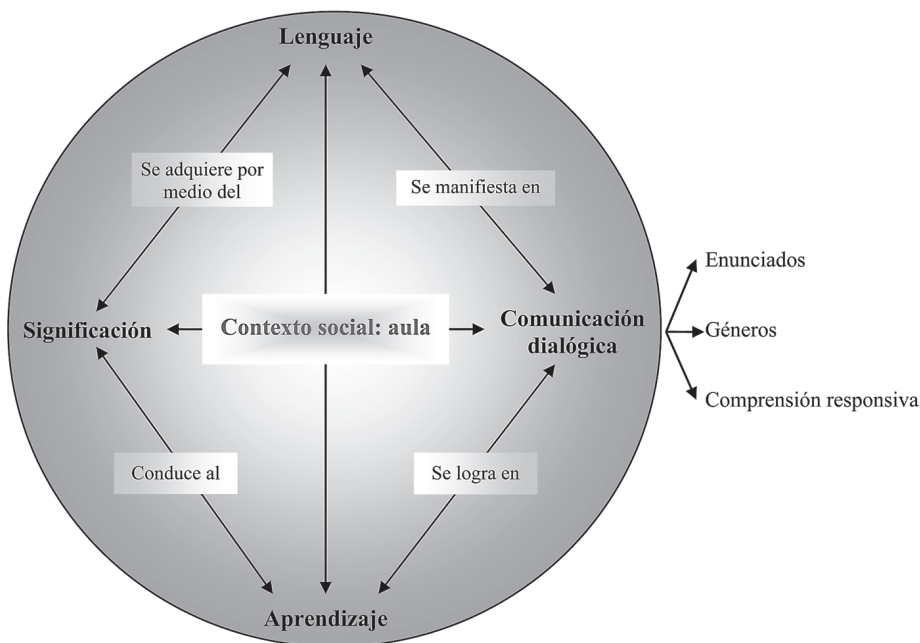 Lenguaje
Se adquiere por
medio del
Se manifiesta en
Enunciados
Significación
Contexto social: aula
Comunicación
dialógica
Géneros
Comprensión responsiva
Conduce al
Se logra en
Aprendizaje